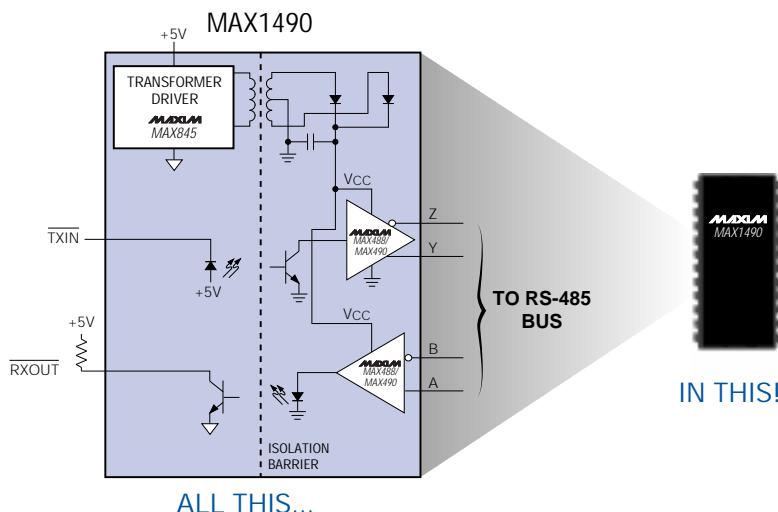 MAX1490
+5V
TRANSFORMER
DRIVER
MAXIM
MAX845
VCC
MAXIM
MAX488/
MAX490
Z
Y
TXIN
+5V
TO RS-485
BUS
+5V
RXOUT
VCC
MAXIM
MAX488/
MAX490
B
A
ISOLATION
BARRIER
ALL THIS...
MAXIM
MAX1490
IN THIS!